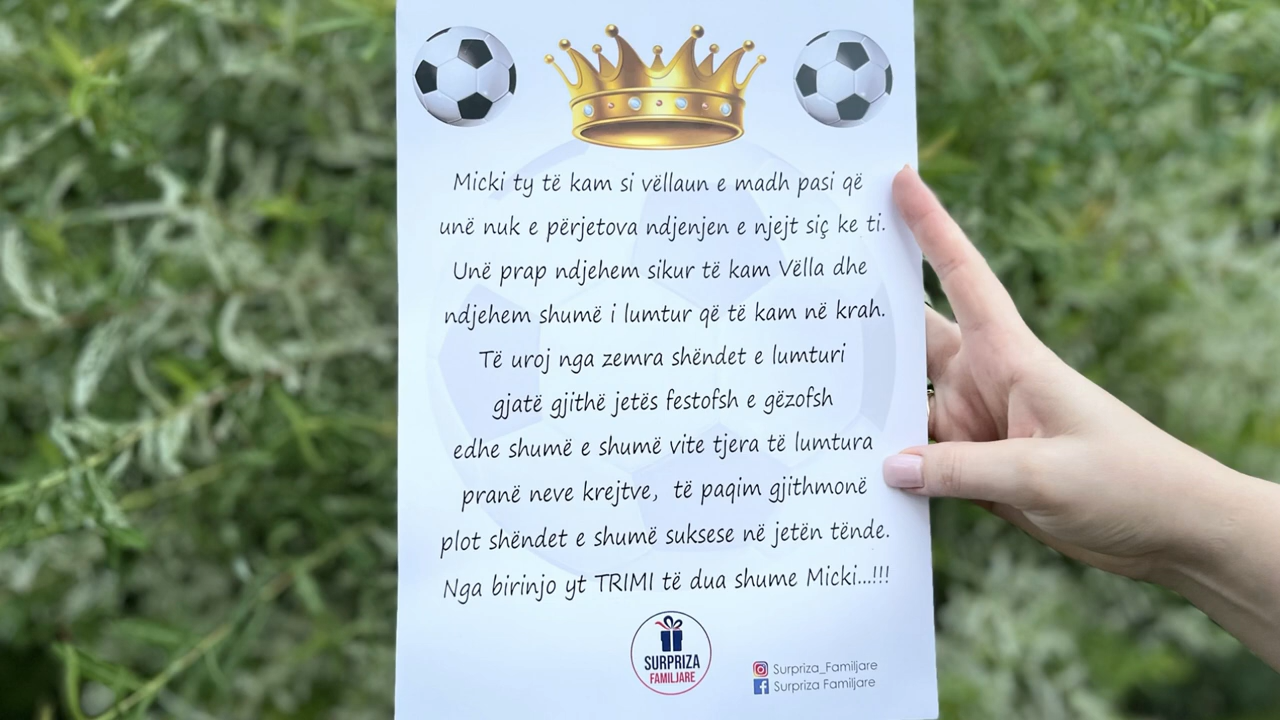 Micki ty të kam si vëllaun e madh pasi që
unë nuk e përjetova ndjenjen e njejt siç ke ti.
Unë prap ndjehem sikur të kam Vëlla dhe
ndjehem shumë i lumtur që të kam në krah.
Të uroj nga zemra shëndet e lumturi
gjatë gjithë jetës festofsh e gëzofsh
edhe shumë e shumë vite tjera të lumtura
pranë neve krejtve, të paqim gjithmonë
plot shëndet e shumë suksese në jetën tënde.
Nga birinjo yt TRIMI të dua shume Micki...!!!
SURPRIZA
FAMILJARE
Surpriza_Familjare
Surpriza Familjare